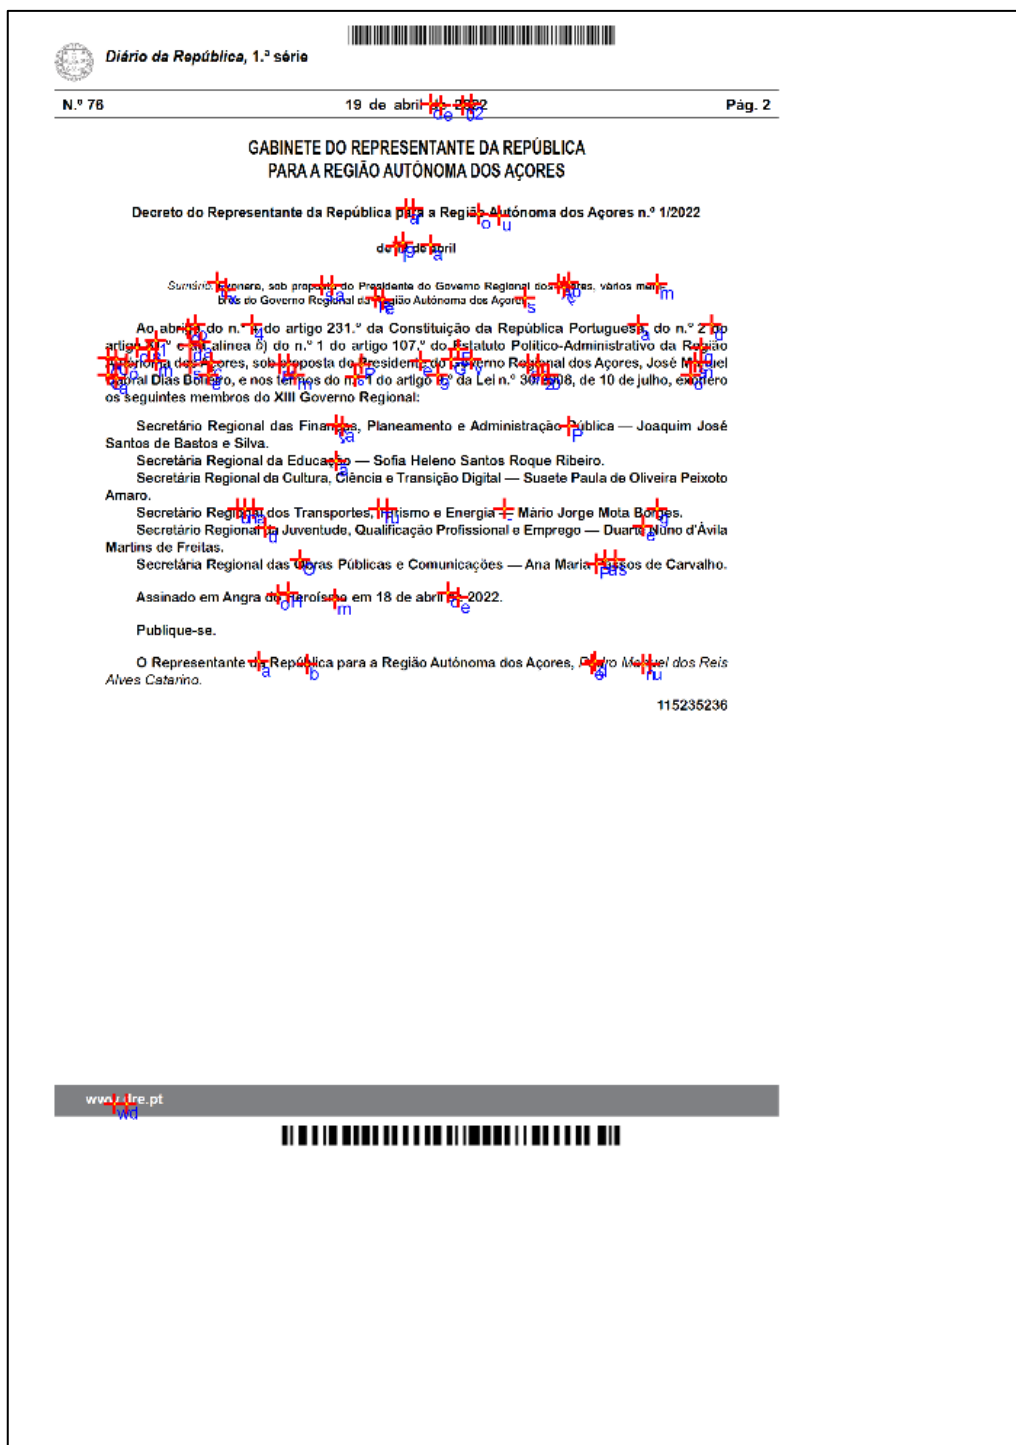 Diário da República, 1.ª série
N.º 76 19 de abril de 2022 Pág. 2
GABINETE DO REPRESENTANTE DA REPÚBLICA
PARA A REGIÃO AUTÓNOMA DOS AÇORES
Decreto do Representante da República para a Região Autónoma dos Açores n.º 1/2022
de 19 de abril
Sumário: Exonera, sob proposta do Presidente do Governo Regional dos Açores, vários mem-
bros do Governo Regional da Região Autónoma dos Açores.
Ao abrigo do n.º 4 do artigo 231.º da Constituição da República Portuguesa, do n.º 2 do
artigo 81.º e da alínea b) do n.º 1 do artigo 107.º do Estatuto Político-Administrativo da Região
Autónoma dos Açores, sob proposta do Presidente do Governo Regional dos Açores, José Manuel
Cabral Dias Bolieiro, e nos termos do n.º 1 do artigo da Lei n.º 30/2008, de 10 de julho, exonero
os seguintes membros do XIII Governo Regional:
Secretário Regional das Finanças, Planeamento e Administração Pública — Joaquim José
Santos de Bastos e Silva.
Secretária Regional da Educação — Sofia Heleno Santos Roque Ribeiro.
Secretária Regional da Cultura, Ciência e Transição Digital — Susete Paula de Oliveira Peixoto
Amaro.
Secretário Regional dos Transportes, Turismo e Energia — Mário Jorge Mota Borges.
Secretário Regional da Juventude, Qualificação Profissional e Emprego — Duarte Nuno d'Ávila
Martins de Freitas.
Secretária Regional das Obras Públicas e Comunicações — Ana Maria Passos de Carvalho.
Assinado em Angra do Heroísmo em 18 de abril de 2022.
Publique-se.
O Representante da República para a Região Autónoma dos Açores, Pedro Manuel dos Reis
Alves Catarino.
115235236
www.dre.pt